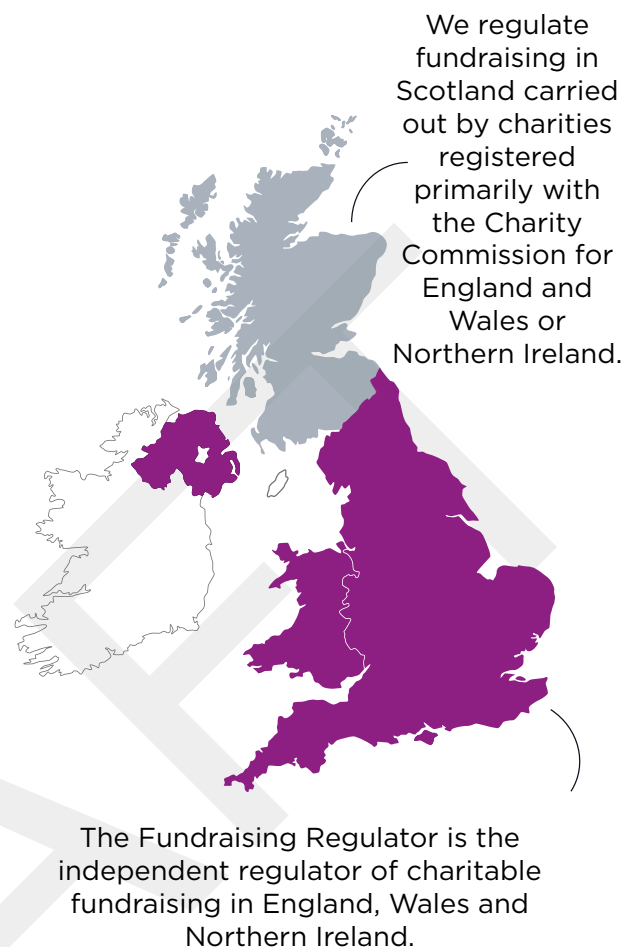 We regulate
fundraising in
Scotland carried
out by charities
registered
primarily with
the Charity
Commission for
England and
Wales or
Northern Ireland.
The Fundraising Regulator is the
independent regulator of charitable
fundraising in England, Wales and
Northern Ireland.